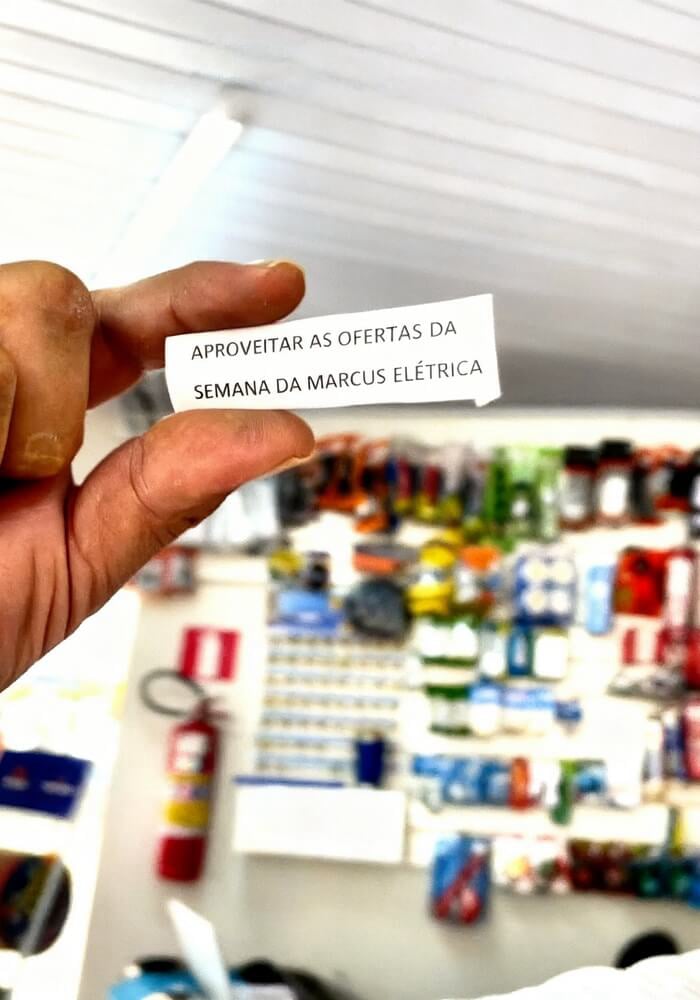 APROVEITAR AS OFERTAS DA
SEMANA DA MARCUS ELÉTRICA